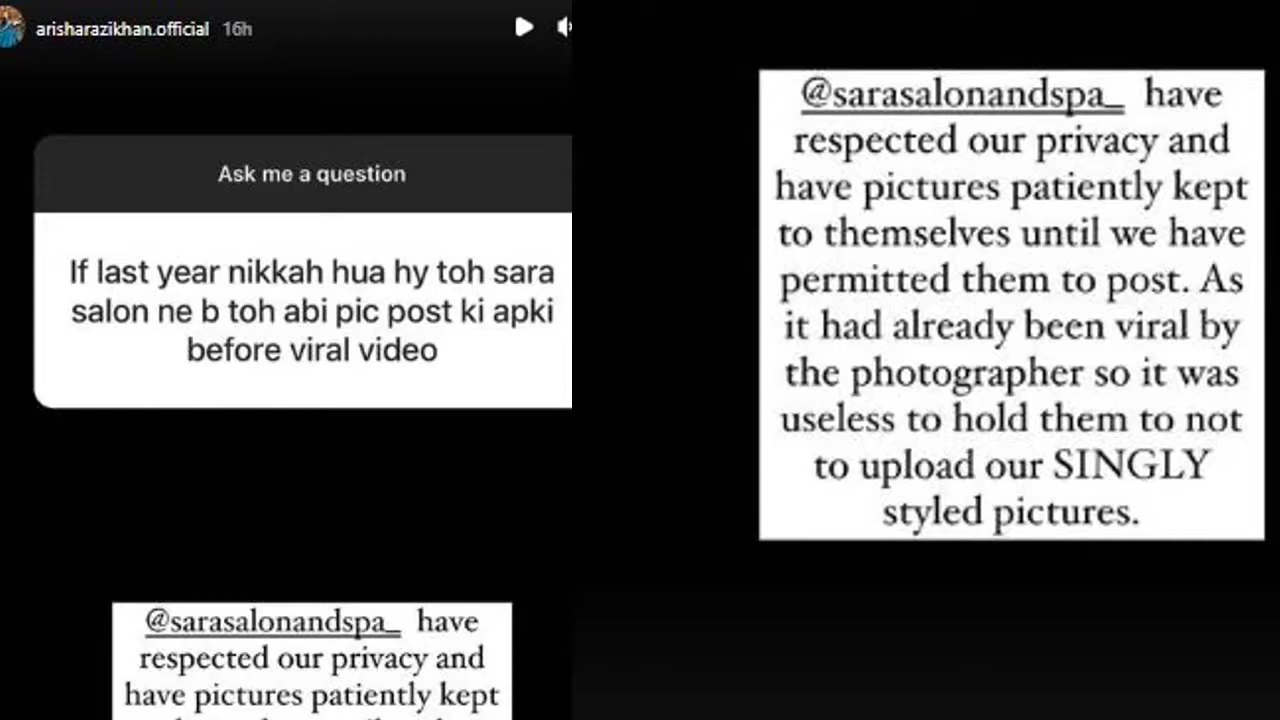 arisharazikhan.official 16h
Ask me a question
If last year nikkah hua hy toh sara
salon ne b toh abi pic post ki apki
before viral video
@sarasalonandspa_ have
respected our privacy and
have pictures patiently kept
@sarasalonandspa_ have
respected our privacy and
have pictures patiently kept
to themselves until we have
permitted them to post. As
it had already been viral by
the photographer so it was
useless to hold them to not
to upload our SINGLY
styled pictures.